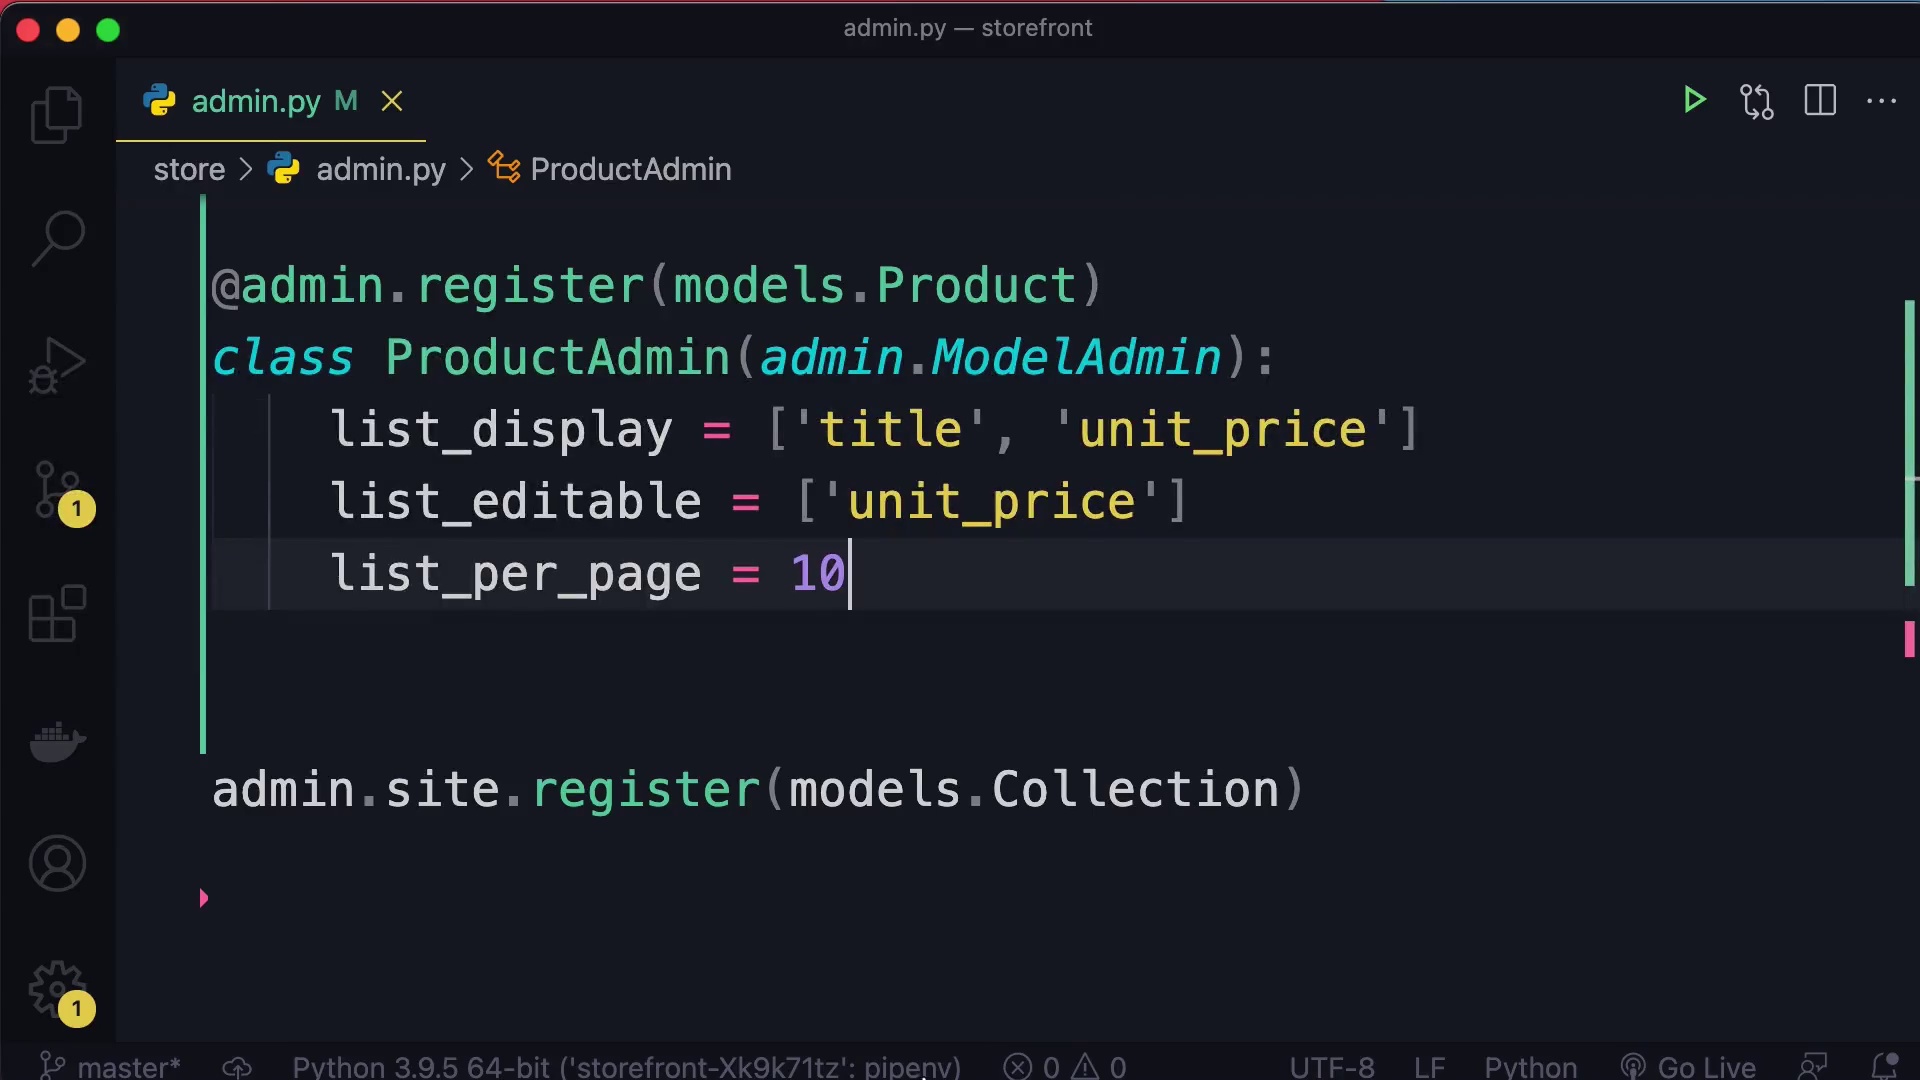 admin.py — storefront
admin.py M
store > admin.py > ProductAdmin
@admin.register(models.Product)
class ProductAdmin(admin.ModelAdmin):
    list_display = ['title', 'unit_price']
    list_editable = ['unit_price']
    list_per_page = 10
admin.site.register(models.Collection)
1
1
master* Python 3.9.5 64-bit ('storefront-Xk9k71tz': pipenv) 0 0 UTF-8 LF Python Go Live